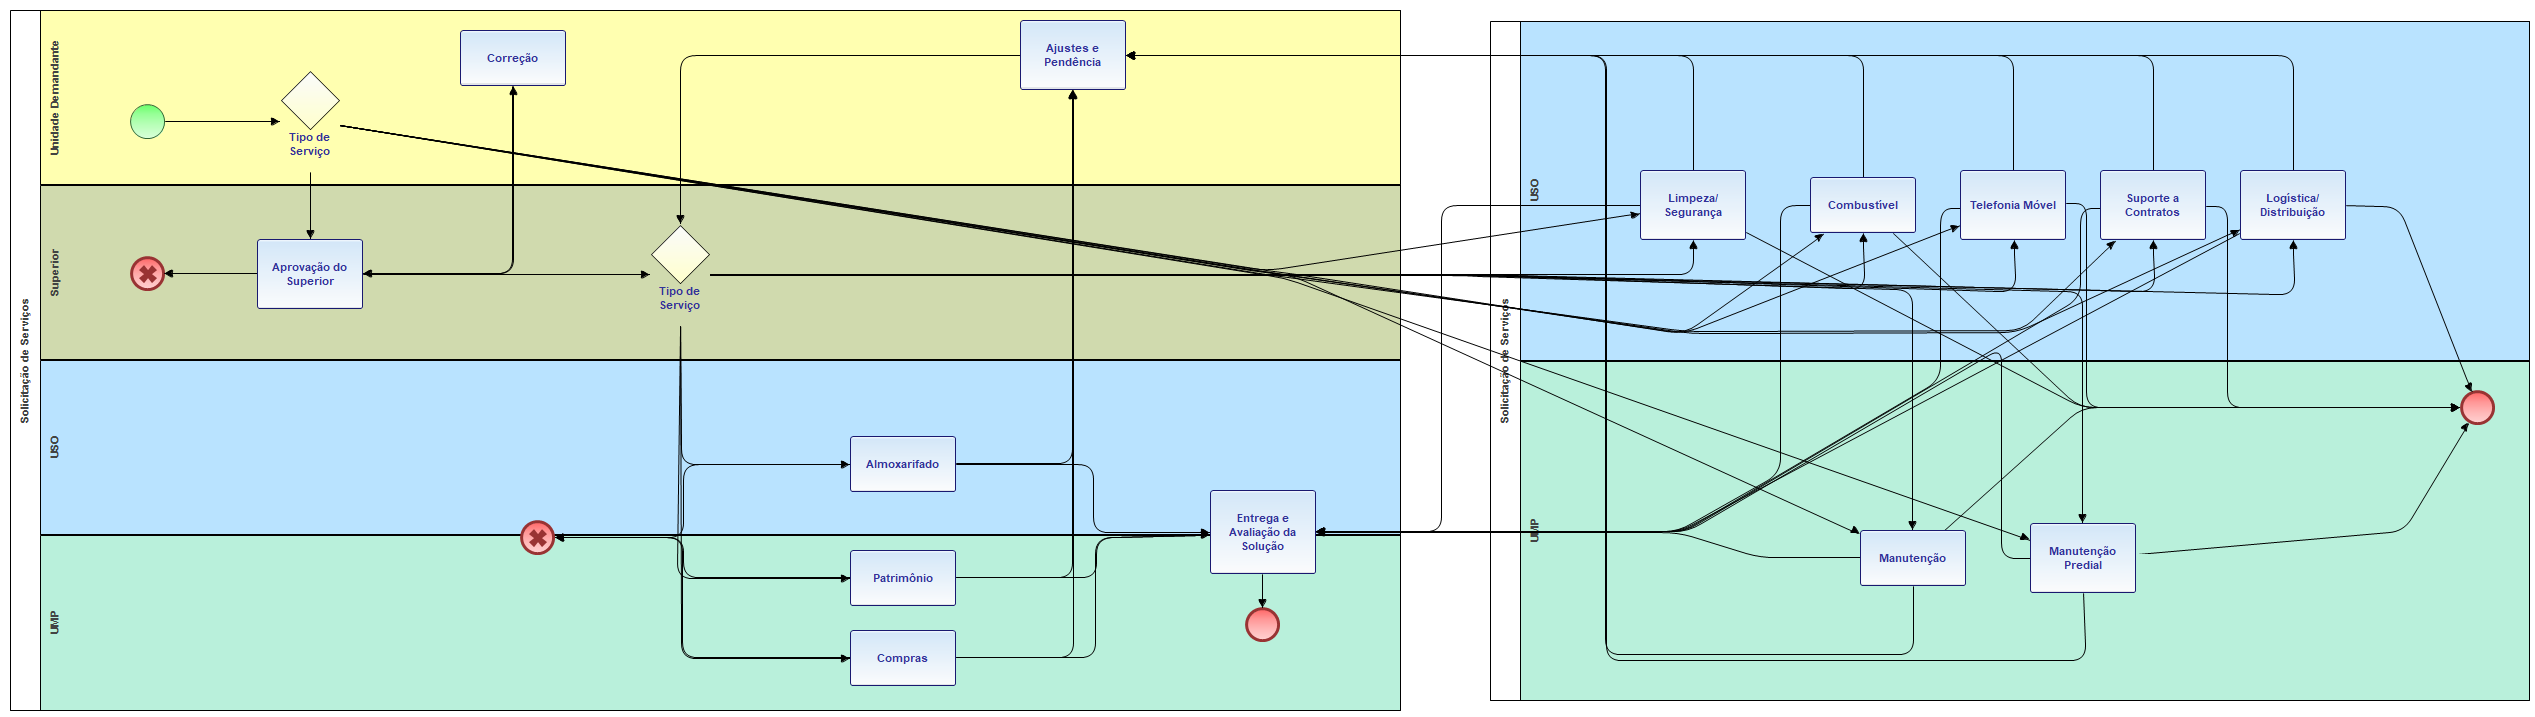 Solicitação de Serviços
Unidade Demandante
Tipo de
Serviço
Correção
Ajustes e
Pendência
Superior
Aprovação do
Superior
Tipo de
Serviço
USO
Almoxarifado
Entrega e
Avaliação da
Solução
UMP
Patrimônio
Compras
Solicitação de Serviços
USO
Limpeza/
Segurança
Combustível
Telefonia Móvel
Suporte a
Contratos
Logística/
Distribuição
UMP
Manutenção
Manutenção
Predial